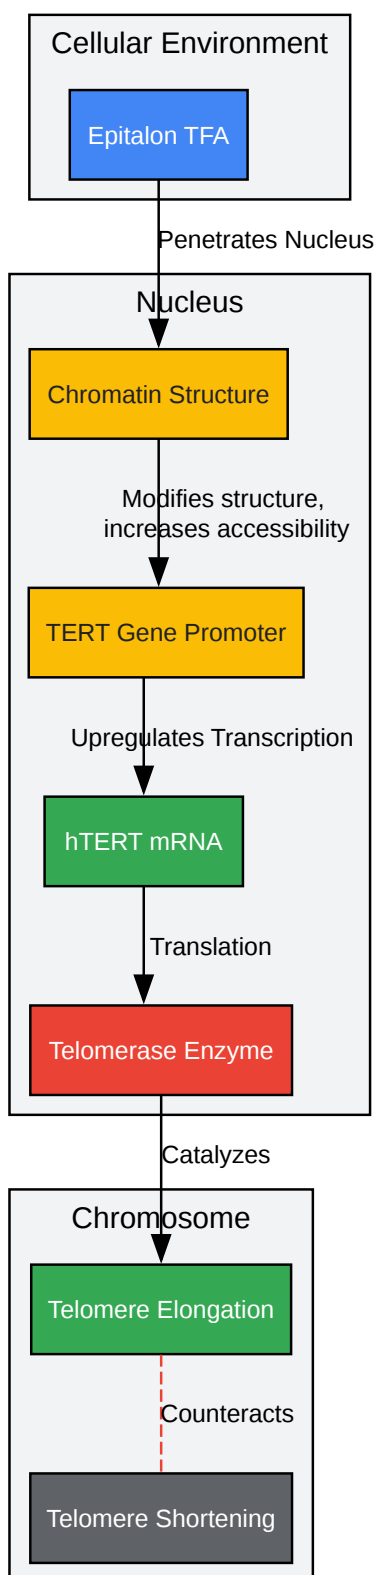 Cellular Environment
Epitalon TFA
Penetrates Nucleus
Nucleus
Chromatin Structure
Modifies structure,
increases accessibility
TERT Gene Promoter
Upregulates Transcription
hTERT mRNA
Translation
Telomerase Enzyme
Catalyzes
Chromosome
Telomere Elongation
Counteracts
Telomere Shortening